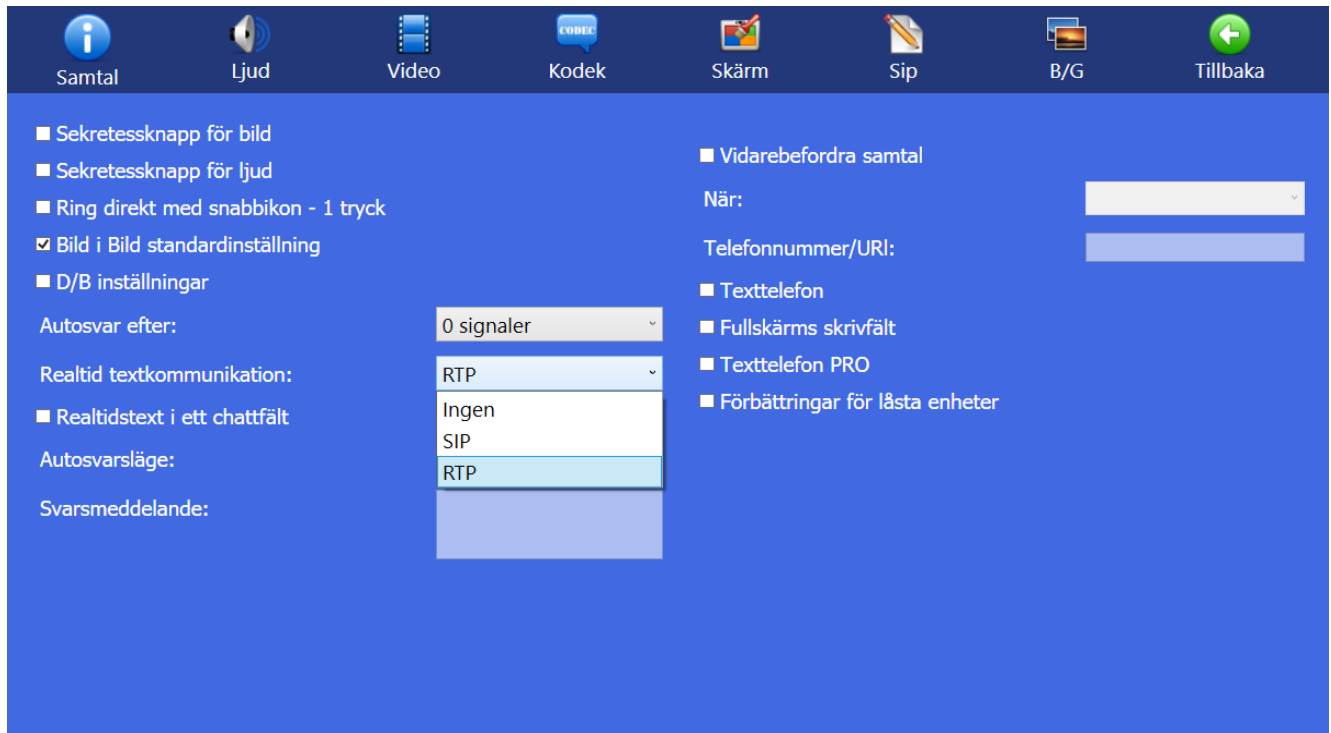 CODEC
Samtal
Ljud
Video
Kodek
Skärm
Sip
B/G
Tillbaka
Sekretessknapp för bild
Sekretessknapp för ljud
Ring direkt med snabbikon - 1 tryck
Bild i Bild standardinställning
D/B inställningar
Autosvar efter:
0 signaler
Realtid textkommunikation:
RTP
Ingen
SIP
RTP
Realtidstext i ett chattfält
Autosvarsläge:
Svarsmeddelande:
Vidarebefordra samtal
När:
Telefonnummer/URl:
Texttelefon
Fullskärms skrivfält
Texttelefon PRO
Förbättringar för låsta enheter